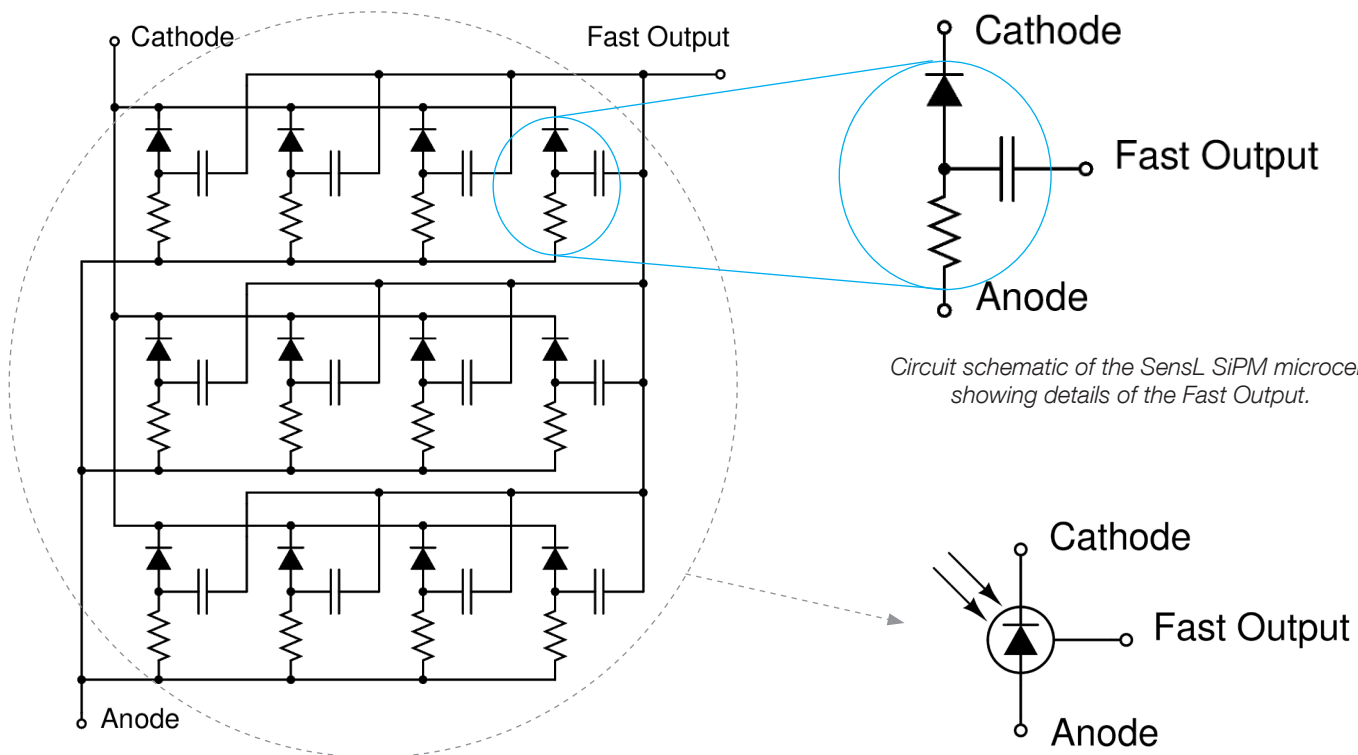 Cathode
Fast Output
Anode
Cathode
Fast Output
Anode
Circuit schematic of the SensL SiPM microcel
showing details of the Fast Output.
Cathode
Fast Output
Anode